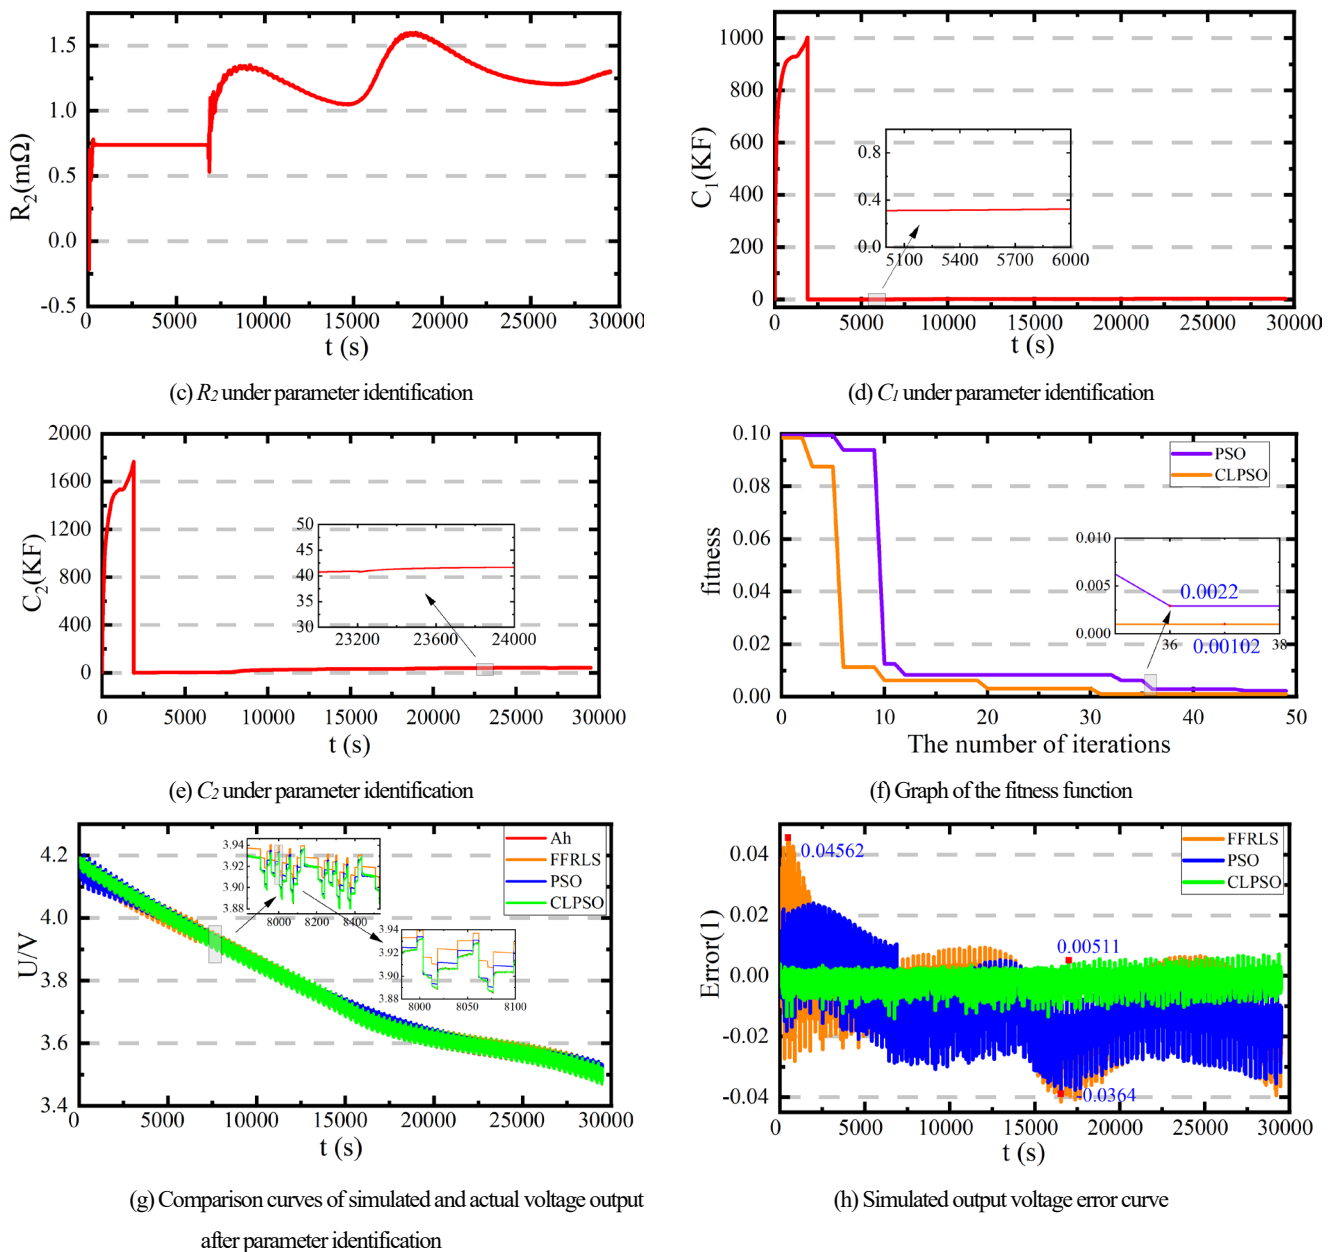 1.5
1.0
0.5
0.0
-0.5
R2(mΩ)
0 5000 10000 15000 20000 25000 30000
t (s)
(c) R2 under parameter identification
1000
800
600
400
200
0
C1(KF)
0.8
0.4
0.0
5100 5400 5700 6000
0 5000 10000 15000 20000 25000 30000
t (s)
(d) C1 under parameter identification
2000
1600
1200
800
400
0
C2(KF)
50
45
40
35
30
23200 23600 24000
0 5000 10000 15000 20000 25000 30000
t (s)
(e) C2 under parameter identification
0.10
0.08
0.06
0.04
0.02
0.00
fitness
PSO
CLPSO
0.010
0.005
0.000
0.0022
36 38
0.00102
0 10 20 30 40 50
The number of iterations
(f) Graph of the fitness function
4.2
4.0
3.8
3.6
3.4
U/V
Ah
FFRLS
PSO
CLPSO
3.94
3.92
3.90
3.88
8000 8200 8400
3.94
3.92
3.90
3.88
8000 8050 8100
0 5000 10000 15000 20000 25000 30000
t (s)
(g) Comparison curves of simulated and actual voltage output
after parameter identification
0.04
0.02
0.00
-0.02
-0.04
Error(1)
FFRLS
PSO
CLPSO
0.04562
0.00511
-0.0364
0 5000 10000 15000 20000 25000 30000
t (s)
(h) Simulated output voltage error curve